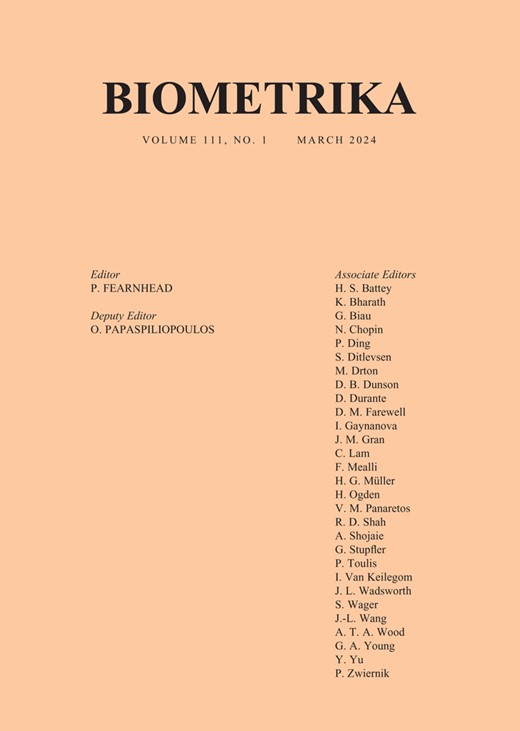 BIOMETRIKA
VOLUME 111, NO. 1 MARCH 2024
Editor
P. FEARNHEAD
Deputy Editor
O. PAPASPILIOPOULOS
Associate Editors
H. S. Battey
K. Bharath
G. Biau
N. Chopin
P. Ding
S. Ditlevsen
M. Drton
D. B. Dunson
D. Durante
D. M. Farewell
I. Gaynanova
J. M. Gran
C. Lam
F. Mealli
H. G. Müller
H. Ogden
V. M. Panaretos
R. D. Shah
A. Shojaie
G. Stupfler
P. Toulis
I. Van Keilegom
J. L. Wadsworth
S. Wager
J.-L. Wang
A. T. A. Wood
G. A. Young
Y. Yu
P. Zwiernik